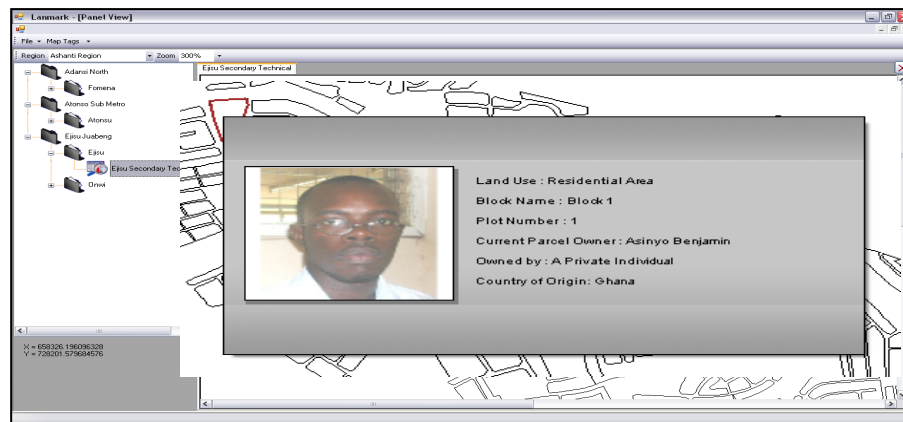 Lanmark - [Panel View]
File Map Tags
Region Ashanti Region Zoom 300%
Adansi North
Fomena
Atonso Sub Metro
Atonsu
Ejisu Juabeng
Ejisu
Ejisu Secondary Tec
Onwi
X = 658326.196096328
Y = 728201.579684576
Ejisu Secondary Technical
Land Use : Residential Area
Block Name : Block 1
Plot Number : 1
Current Parcel Owner : Asinyo Benjamin
Owned by : A Private Individual
Country of Origin: Ghana